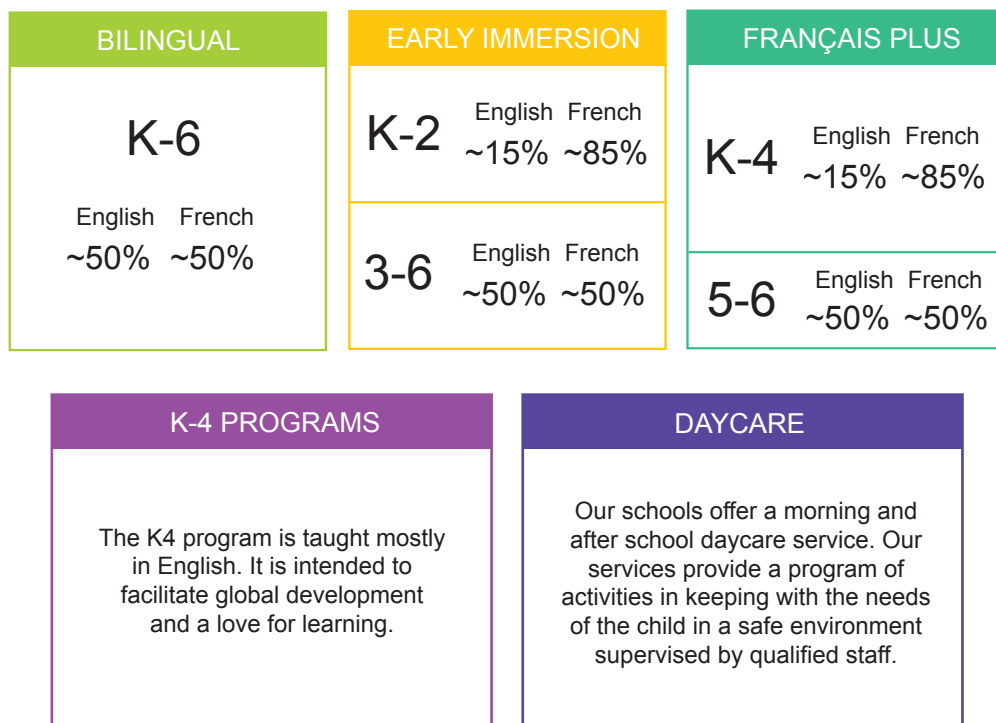 BILINGUAL
K-6
English French
~50% ~50%
EARLY IMMERSION
K-2
English French
~15% ~85%
3-6
English French
~50% ~50%
FRANÇAIS PLUS
K-4
English French
~15% ~85%
5-6
English French
~50% ~50%
K-4 PROGRAMS
The K4 program is taught mostly
in English. It is intended to
facilitate global development
and a love for learning.
DAYCARE
Our schools offer a morning and
after school daycare service. Our
services provide a program of
activities in keeping with the needs
of the child in a safe environment
supervised by qualified staff.